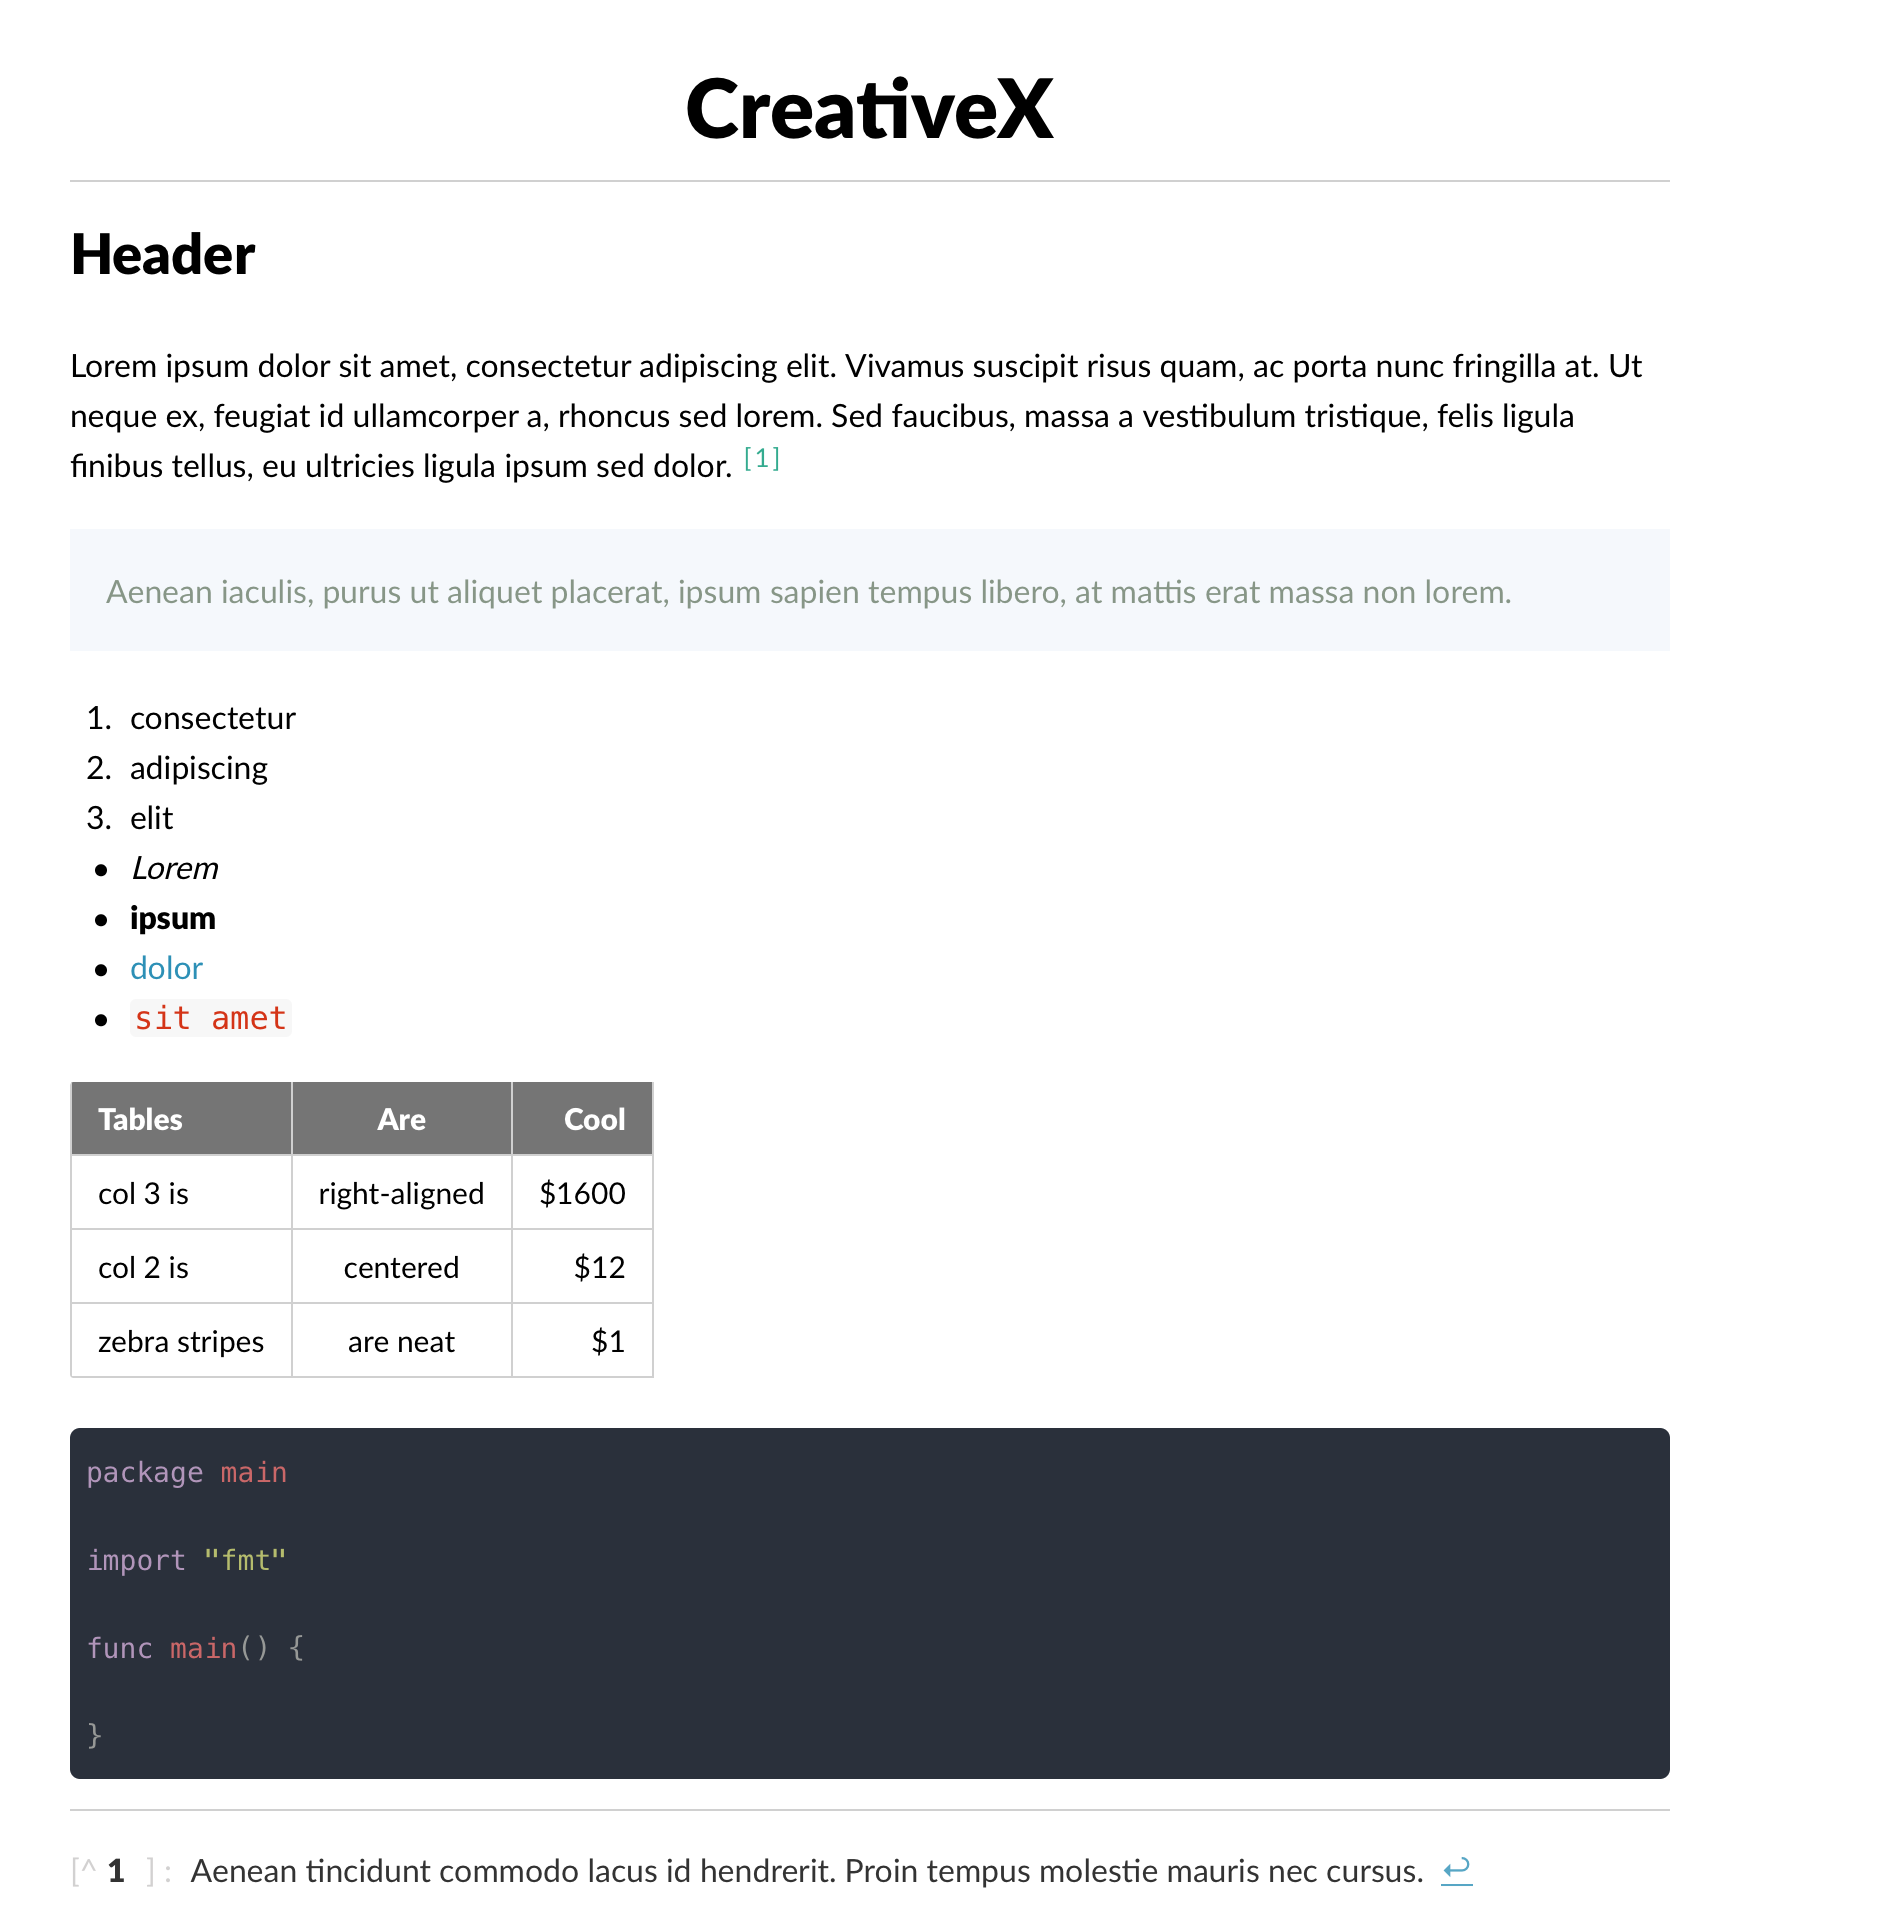 CreativeX
Header
Lorem ipsum dolor sit amet, consectetur adipiscing elit. Vivamus suscipit risus quam, ac porta nunc fringilla at. Ut
neque ex, feugiat id ullamcorper a, rhoncus sed lorem. Sed faucibus, massa a vestibulum tristique, felis ligula
finibus tellus, eu ultricies ligula ipsum sed dolor. [1]
Aenean iaculis, purus ut aliquet placerat, ipsum sapien tempus libero, at mattis erat massa non lorem.
1. consectetur
2. adipiscing
3. elit
• Lorem
• ipsum
• dolor
• sit amet
Tables Are Cool
col 3 is right-aligned $1600
col 2 is centered $12
zebra stripes are neat $1
package main
import "fmt"
func main() {
}
[^ 1 ] : Aenean tincidunt commodo lacus id hendrerit. Proin tempus molestie mauris nec cursus. ↩